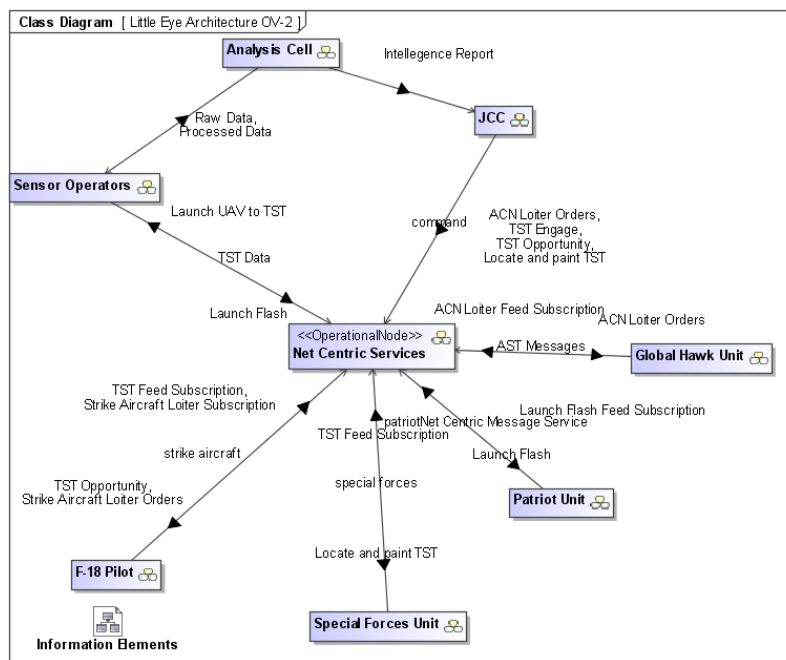 Class Diagram [ Little Eye Architecture OV-2 ]
Analysis Cell
Intellegence Report
JCC
Raw Data,
Processed Data
Sensor Operators
Launch UAV to TST
command
ACN Loiter Orders,
TST Engage,
TST Opportunity,
Locate and paint TST
TST Data
Launch Flash
ACN Loiter Feed Subscription
ACN Loiter Orders
<<OperationalNode>>
Net Centric Services
AST Messages
Global Hawk Unit
TST Feed Subscription,
Strike Aircraft Loiter Subscription
Launch Flash Feed Subscription
patriotNet Centric Message Service
TST Feed Subscription
strike aircraft
Launch Flash
TST Opportunity,
Strike Aircraft Loiter Orders
special forces
Patriot Unit
Locate and paint TST
F-18 Pilot
Special Forces Unit
Information Elements